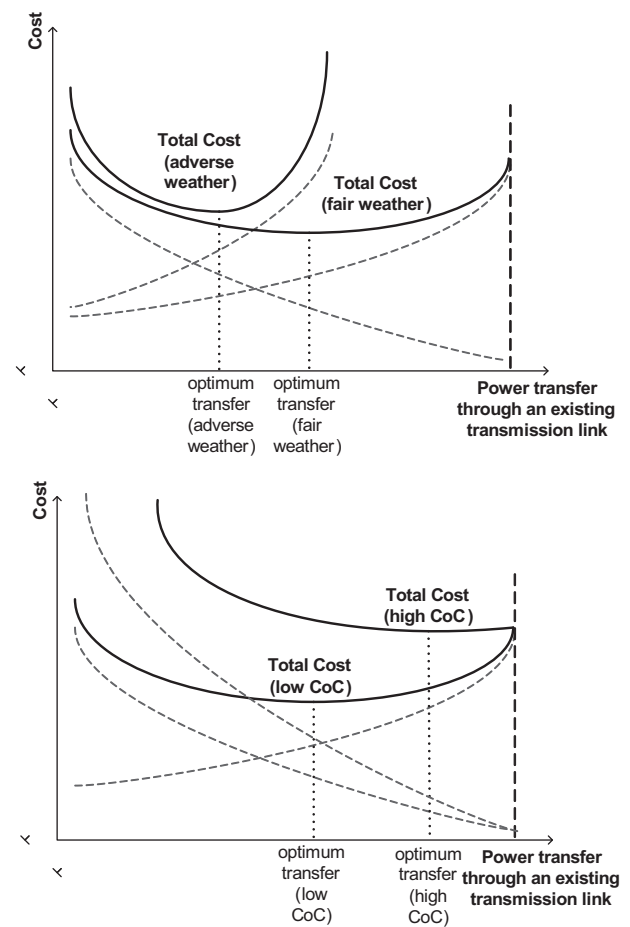 Cost
Total Cost
(adverse
weather)
Total Cost
(fair weather)
optimum
transfer
(adverse
weather)
optimum
transfer
(fair
weather)
Power transfer
through an existing
transmission link
Cost
Total Cost
(high CoC)
Total Cost
(low CoC)
optimum
transfer
(low
CoC)
optimum
transfer
(high
CoC)
Power transfer
through an existing
transmission link